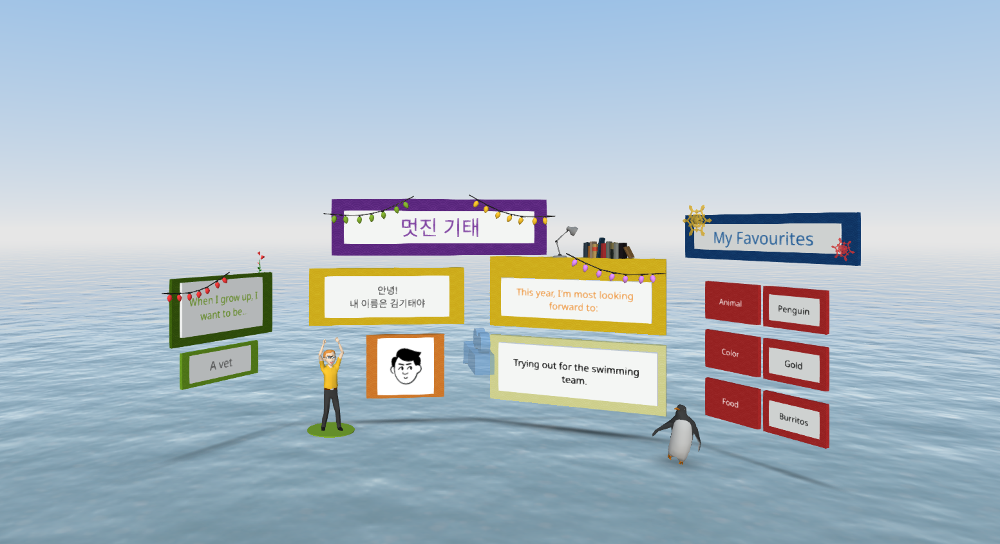 멋진 기태
My Favourites
When I grow up, I
want to be...
A vet
안녕!
내 이름은 김기태야
This year, I'm most looking
forward to:
Trying out for the swimming
team.
Animal
Penguin
Color
Gold
Food
Burritos